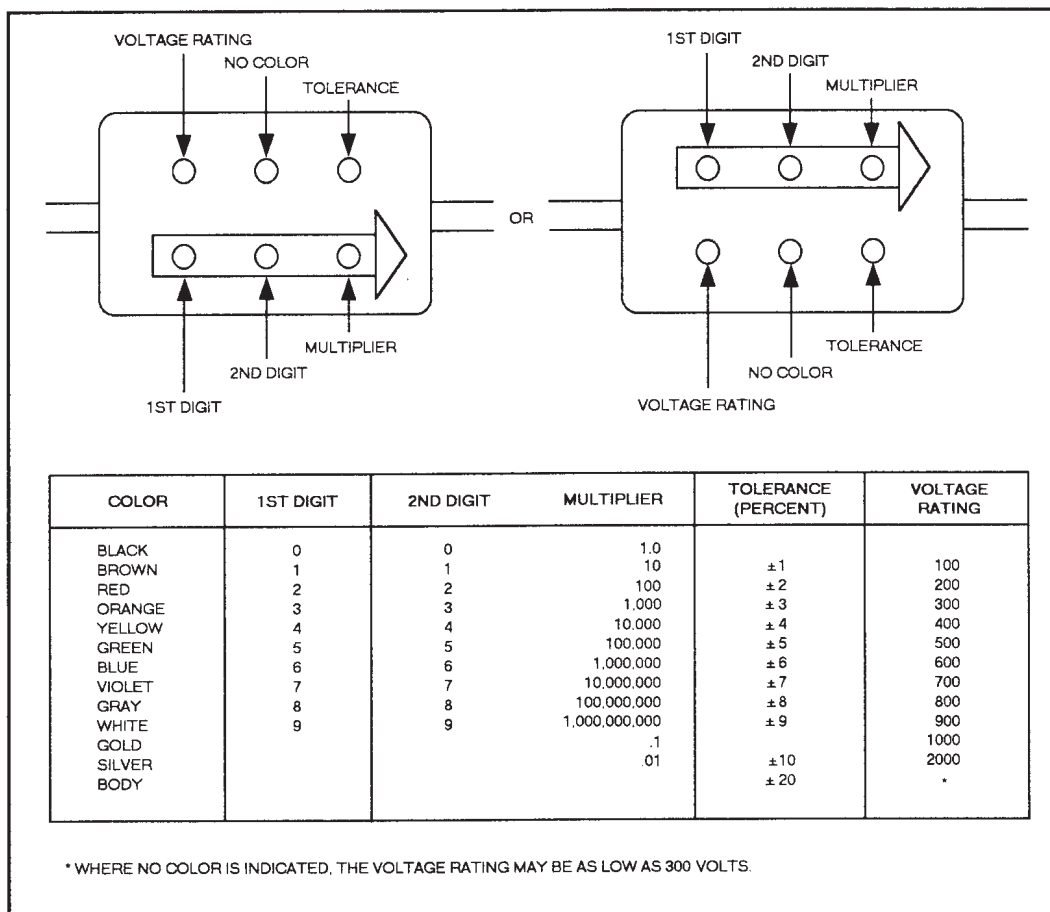 VOLTAGE RATING
NO COLOR
TOLERANCE
1ST DIGIT
2ND DIGIT
MULTIPLIER
OR
MULTIPLIER
2ND DIGIT
1ST DIGIT
TOLERANCE
NO COLOR
VOLTAGE RATING
COLOR 1ST DIGIT 2ND DIGIT MULTIPLIER TOLERANCE (PERCENT) VOLTAGE RATING
BLACK 0 0 1.0
BROWN 1 1 10 ±1 100
RED 2 2 100 ±2 200
ORANGE 3 3 1,000 ±3 300
YELLOW 4 4 10,000 ±4 400
GREEN 5 5 100,000 ±5 500
BLUE 6 6 1,000,000 ±6 600
VIOLET 7 7 10,000,000 ±7 700
GRAY 8 8 100,000,000 ±8 800
WHITE 9 9 1,000,000,000 ±9 900
GOLD .1 1000
SILVER .01 ±10 2000
BODY ±20 *
* WHERE NO COLOR IS INDICATED, THE VOLTAGE RATING MAY BE AS LOW AS 300 VOLTS.